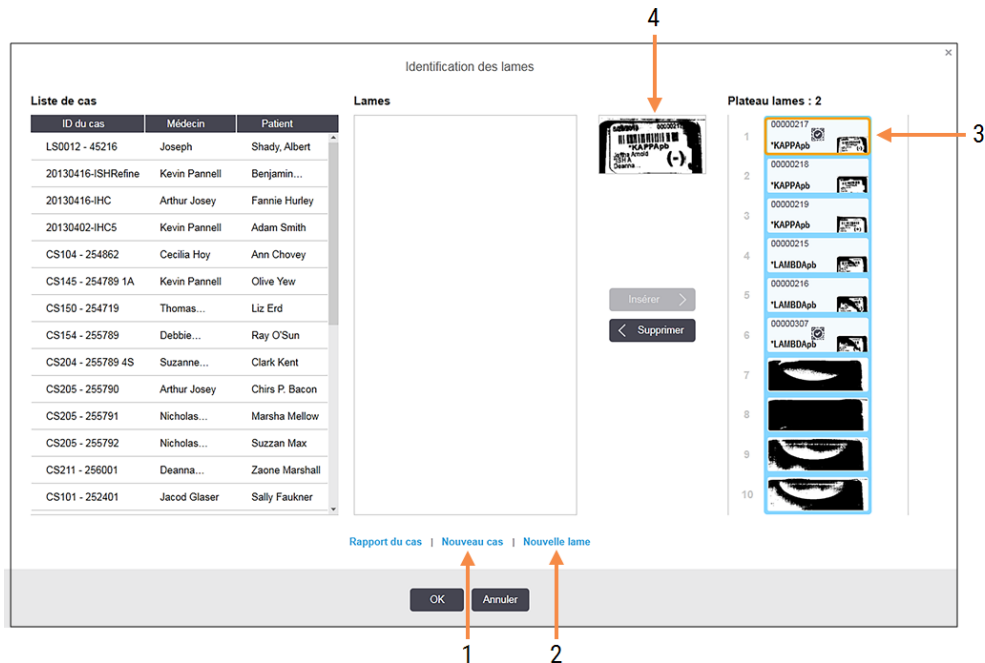 4
Identification des lames
×
Liste de cas
Lames
Plateau lames : 2
ID du cas Médecin Patient
LS0012 - 45216 Joseph Shady, Albert
20130416-ISHRefine Kevin Pannell Benjamin...
20130416-IHC Arthur Josey Fannie Hurley
20130402-IHC5 Kevin Pannell Adam Smith
CS104 - 254862 Cecilia Hoy Ann Chovey
CS145 - 254789 1A Kevin Pannell Olive Yew
CS150 - 254719 Thomas... Liz Erd
CS154 - 255789 Debbie... Ray O'Sun
CS204 - 255789 4S Suzanne... Clark Kent
CS205 - 255790 Arthur Josey Chirs P. Bacon
CS205 - 255791 Nicholas... Marsha Mellow
CS205 - 255792 Nicholas... Suzzan Max
CS211 - 256001 Deanna... Zaone Marshall
CS101 - 252401 Jacod Glaser Sally Faukner
*KAPPApb
Arnold
Deanna...
(-)
Insérer
Supprimer
1
00000217
*KAPPApb
3
2
00000218
*KAPPApb
3
00000219
*KAPPApb
4
00000215
*LAMBDApb
5
00000216
*LAMBDApb
6
00000307
*LAMBDApb
7
8
9
10
Rapport du cas | Nouveau cas | Nouvelle lame
OK Annuler
1
2